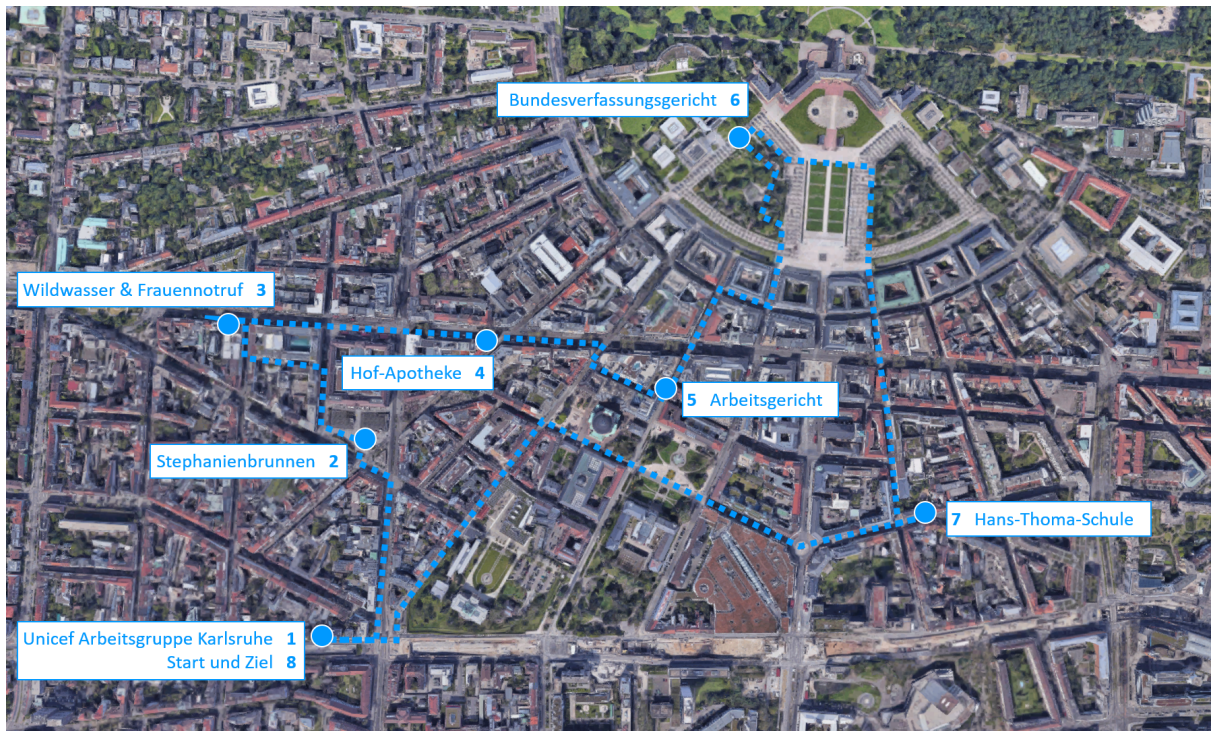 Bundesverfassungsgericht 6
Wildwasser & Frauennotruf 3
Hof-Apotheke 4
5 Arbeitsgericht
Stephanienbrunnen 2
7 Hans-Thoma-Schule
Unicef Arbeitsgruppe Karlsruhe 1
Start und Ziel 8